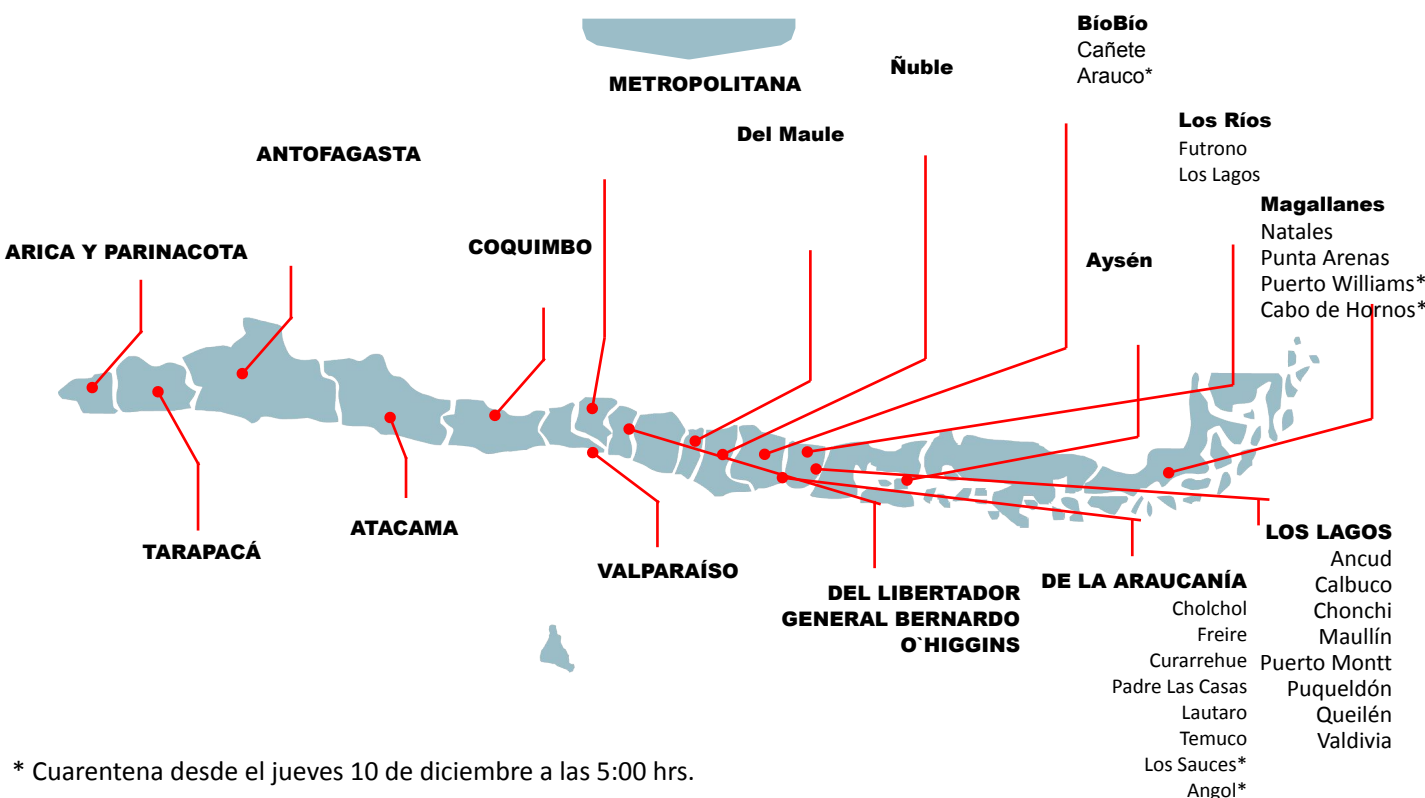 BíoBío
Cañete
Arauco*
Ñuble
METROPOLITANA
Del Maule
Los Ríos
Futrono
Los Lagos
ANTOFAGASTA
Magallanes
Natales
Punta Arenas
Puerto Williams*
Cabo de Hornos*
ARICA Y PARINACOTA
COQUIMBO
Aysén
TARAPACÁ
ATACAMA
VALPARAÍSO
DEL LIBERTADOR
GENERAL BERNARDO
O`HIGGINS
DE LA ARAUCANÍA
Cholchol
Freire
Curarrehue
Padre Las Casas
Lautaro
Temuco
Los Sauces*
Angol*
LOS LAGOS
Ancud
Calbuco
Chonchi
Maullín
Puerto Montt
Puqueldón
Queilén
Valdivia
* Cuarentena desde el jueves 10 de diciembre a las 5:00 hrs.